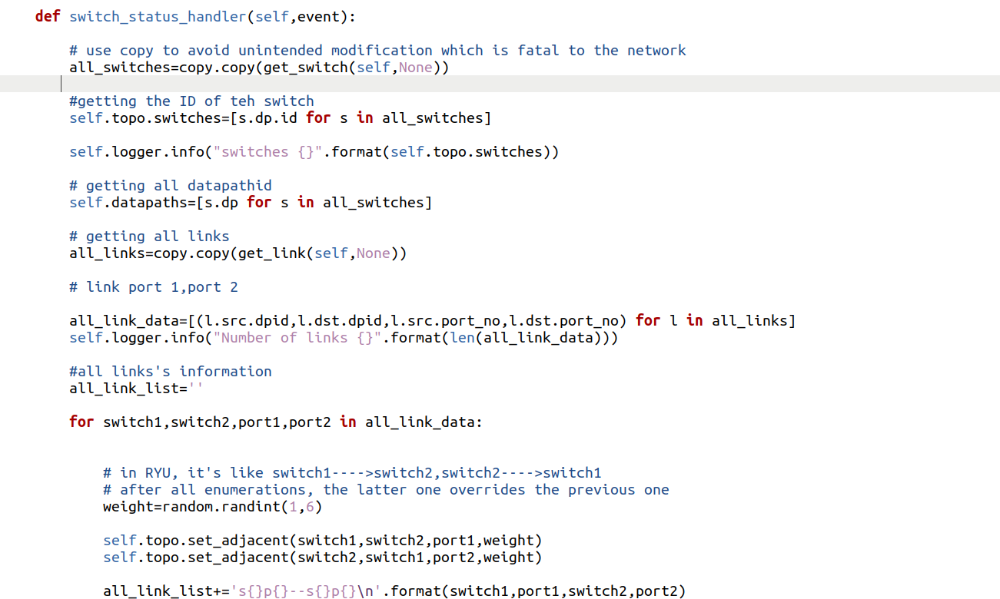 def switch_status_handler(self,event):
# use copy to avoid unintended modification which is fatal to the network
all_switches=copy.copy(get_switch(self,None))
#getting the ID of teh switch
self.topo.switches=[s.dp.id for s in all_switches]
self.logger.info("switches {}".format(self.topo.switches))
# getting all datapathid
self.datapaths=[s.dp for s in all_switches]
# getting all links
all_links=copy.copy(get_link(self,None))
# link port 1,port 2
all_link_data=[(l.src.dpid,l.dst.dpid,l.src.port_no,l.dst.port_no) for l in all_links]
self.logger.info("Number of links {}".format(len(all_link_data)))
#all links's information
all_link_list=''
for switch1,switch2,port1,port2 in all_link_data:
# in RYU, it's like switch1---->switch2,switch2---->switch1
# after all enumerations, the latter one overrides the previous one
weight=random.randint(1,6)
self.topo.set_adjacent(switch1,switch2,port1,weight)
self.topo.set_adjacent(switch2,switch1,port2,weight)
all_link_list+='s{}p{}--s{}p{}\n'.format(switch1,port1,switch2,port2)